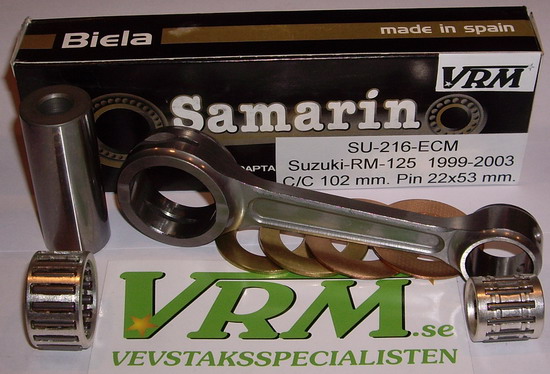 Biela
made in spain
VRM
Samarin
SU-216-ECM
Suzuki-RM-125 1999-2003
C/C 102 mm. Pin 22x53 mm.
VRM.se
VEVSTAKSSPECIALISTEN